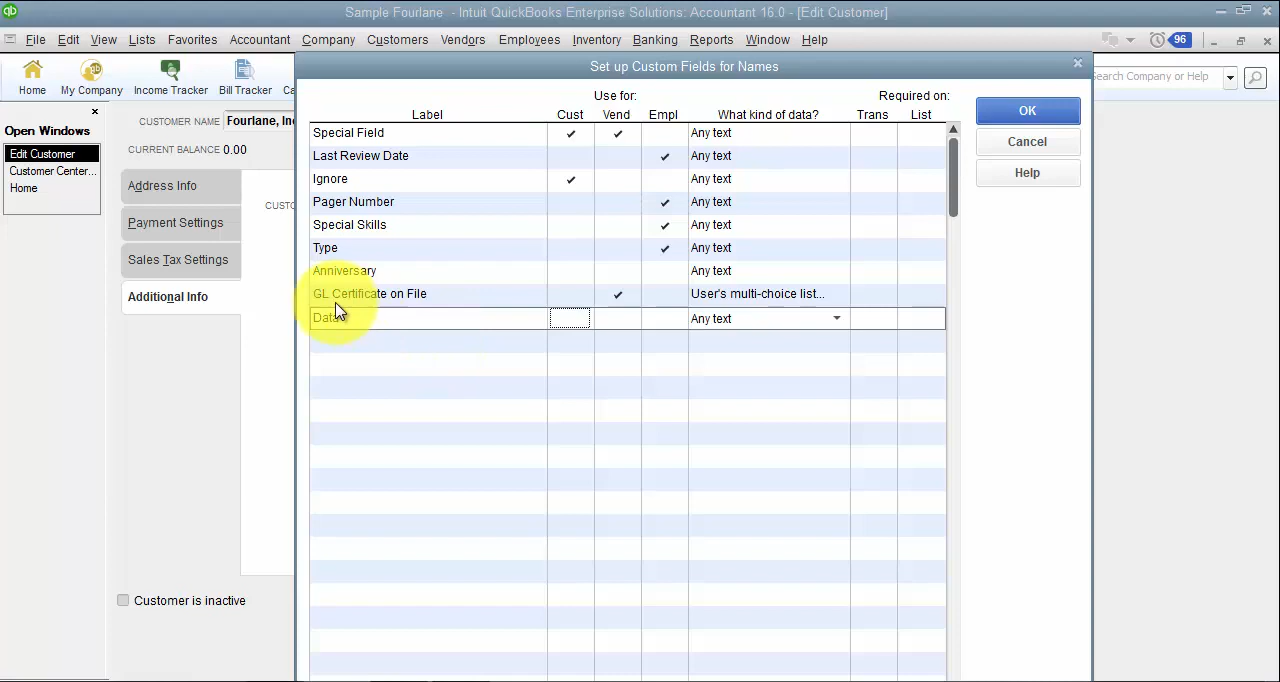 qb
Sample Fourlane - Intuit QuickBooks Enterprise Solutions: Accountant 16.0 - [Edit Customer]
File Edit View Lists Favorites Accountant Company Customers Vendors Employees Inventory Banking Reports Window Help 96
Home My Company Income Tracker Bill Tracker
Search Company or Help
Set up Custom Fields for Names
Open Windows
Edit Customer
Customer Center...
Home
CUSTOMER NAME Fourlane, In
CURRENT BALANCE 0.00
Address Info
Payment Settings
Sales Tax Settings
Additional Info
CUSTO
Customer is inactive
Use for: Required on:
Label Cust Vend Empl What kind of data? Trans List
Special Field ✓ ✓ Any text
Last Review Date ✓ Any text
Ignore ✓ Any text
Pager Number ✓ Any text
Special Skills ✓ Any text
Type ✓ Any text
Anniversary Any text
GL Certificate on File ✓ User's multi-choice list...
Data Any text
OK
Cancel
Help